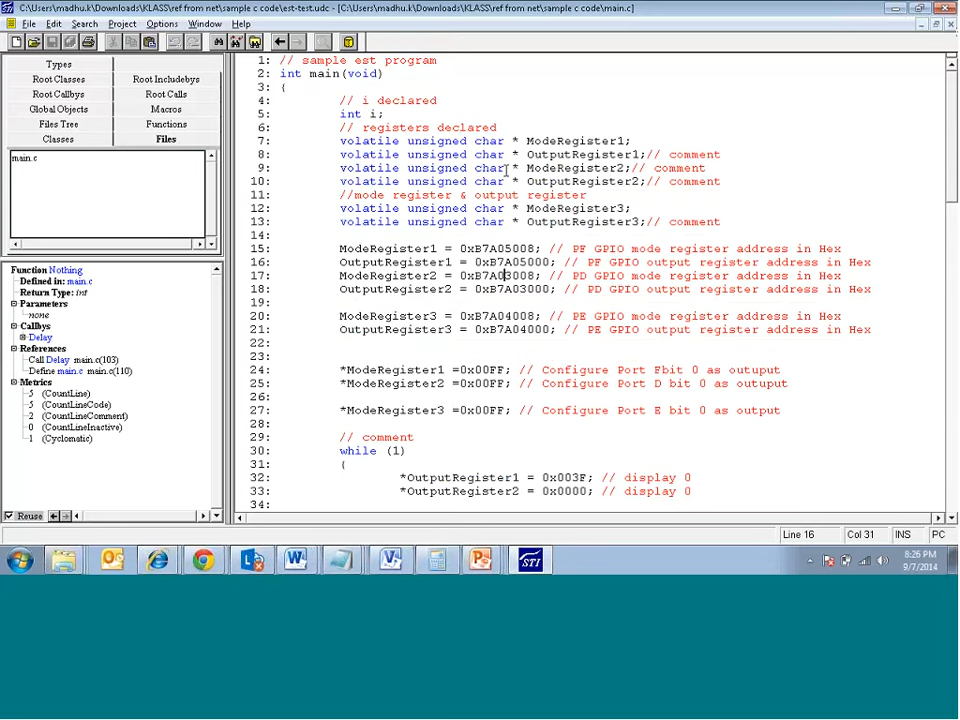 C:\Users\madhu.k\Downloads\KLASS\ref from net\sample c code\est-test.udc - [C:\Users\madhu.k\Downloads\KLASS\ref from net\sample c code\main.c]
File Edit Search Project Options Window Help
Types
Root Classes Root Includebys
Root Callbys Root Calls
Global Objects Macros
Files Tree Functions
Classes Files
main.c
Function Nothing
Defined in: main.c
Return Type: int
Parameters
none
Callbys
Delay
References
Call Delay main.c(103)
Define main.c main.c(110)
Metrics
5 (CountLine)
5 (CountLineCode)
2 (CountLineComment)
0 (CountLineInactive)
1 (Cyclomatic)
Reuse
1: // sample est program
2: int main(void)
3: {
4: // i declared
5: int i;
6: // registers declared
7: volatile unsigned char * ModeRegister1;
8: volatile unsigned char * OutputRegister1;// comment
9: volatile unsigned char * ModeRegister2;// comment
10: volatile unsigned char * OutputRegister2;// comment
11: //mode register & output register
12: volatile unsigned char * ModeRegister3;
13: volatile unsigned char * OutputRegister3;// comment
14:
15: ModeRegister1 = 0xB7A05008; // PF GPIO mode register address in Hex
16: OutputRegister1 = 0xB7A05000; // PF GPIO output register address in Hex
17: ModeRegister2 = 0xB7A03008; // PD GPIO mode register address in Hex
18: OutputRegister2 = 0xB7A03000; // PD GPIO output register address in Hex
19:
20: ModeRegister3 = 0xB7A04008; // PE GPIO mode register address in Hex
21: OutputRegister3 = 0xB7A04000; // PE GPIO output register address in Hex
22:
23:
24: *ModeRegister1 =0x00FF; // Configure Port Fbit 0 as outuput
25: *ModeRegister2 =0x00FF; // Configure Port D bit 0 as outuput
26:
27: *ModeRegister3 =0x00FF; // Configure Port E bit 0 as output
28:
29: // comment
30: while (1)
31: {
32: *OutputRegister1 = 0x003F; // display 0
33: *OutputRegister2 = 0x0000; // display 0
34:
Line 16 Col 31 INS PC
STI
8:26 PM
9/7/2014